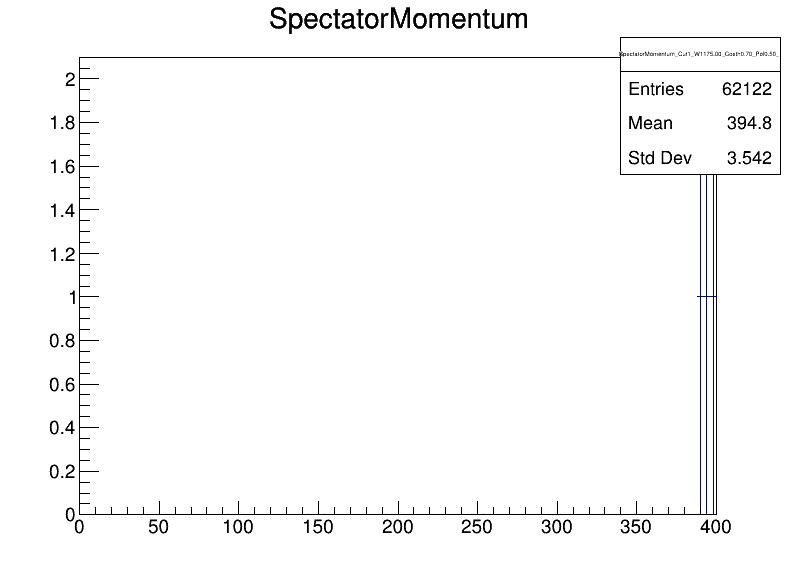 SpectatorMomentum
SpectatorMomentum_Cut1_W1175.00_Costh0.70_Pol0.50_
Entries 62122
Mean 394.8
Std Dev 3.542
2
1.8
1.6
1.4
1.2
1
0.8
0.6
0.4
0.2
0
0 50 100 150 200 250 300 350 400